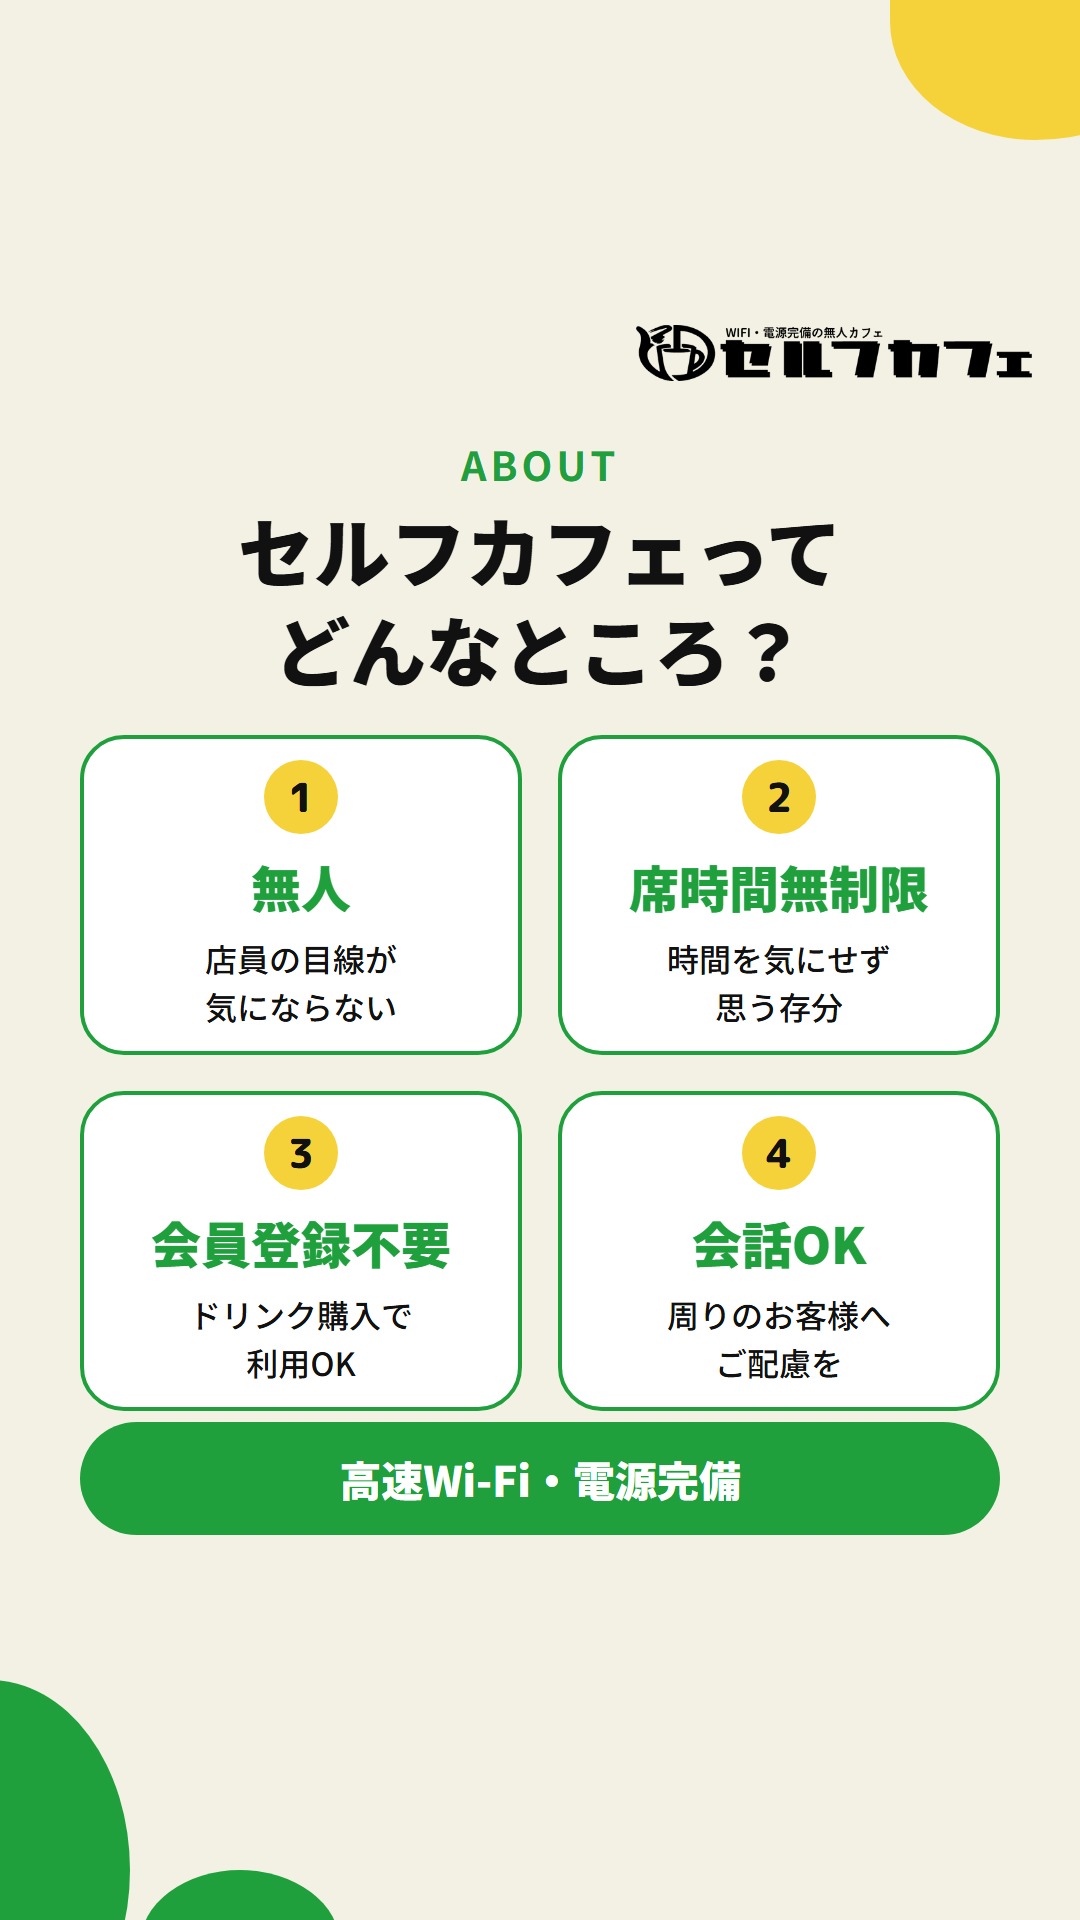 WIFI・電源完備の無人カフェ
セルフカフェ
ABOUT
セルフカフェって
どんなところ？
1
無人
店員の目線が
気にならない
2
席時間無制限
時間を気にせず
思う存分
3
会員登録不要
ドリンク購入で
利用OK
4
会話OK
周りのお客様へ
ご配慮を
高速Wi-Fi・電源完備